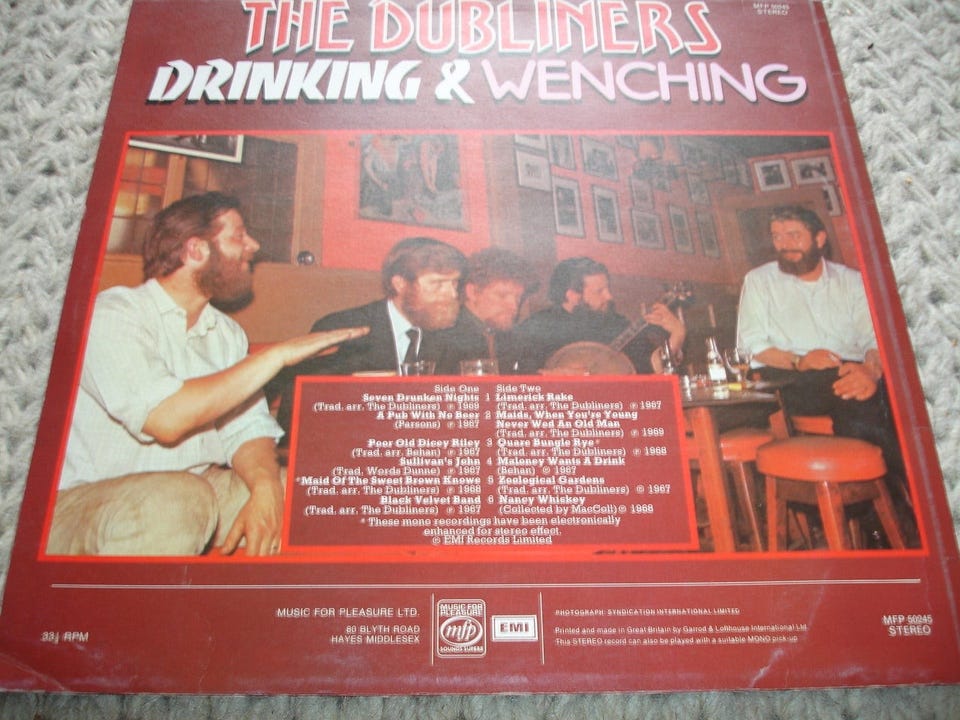 THE DUBLINERS
MFP 50245
STEREO
DRINKING & WENCHING
Side One
Seven Drunken Nights 1
(Trad. arr. The Dubliners) ℗ 1969
A Pub With No Beer 2
(Parsons) ℗ 1967
Poor Old Dicey Riley 3
(Trad. arr. Behan) ℗ 1967
Sullivan's John 4
(Trad. Words Dunne) ℗ 1967
*Maid Of The Sweet Brown Knowe 5
(Trad. arr. The Dubliners) ℗ 1968
Black Velvet Band 6
(Trad. arr. The Dubliners) ℗ 1967
Side Two
Limerick Rake
(Trad. arr. The Dubliners) ℗ 1967
Maids, When You're Young
Never Wed An Old Man
(Trad. arr. The Dubliners) ℗ 1969
Quare Bungle Rye*
(Trad. arr. The Dubliners) ℗ 1968
Maloney Wants A Drink
(Behan) ℗ 1967
Zoological Gardens
(Trad. arr. The Dubliners) ℗ 1967
Nancy Whiskey
(Collected by MacColl) ℗ 1968
* These mono recordings have been electronically
enhanced for stereo effect.
© EMI Records Limited
33⅓ RPM
MUSIC FOR PLEASURE LTD.
80 BLYTH ROAD
HAYES MIDDLESEX
MUSIC FOR
PLEASURE
mfp
SOUNDS SUPERB
EMI
PHOTOGRAPH: SYNDICATION INTERNATIONAL LIMITED
Printed and made in Great Britain by Garrod & Lofthouse International Ltd.
This STEREO record can also be played with a suitable MONO pick-up
MFP 50245
STEREO